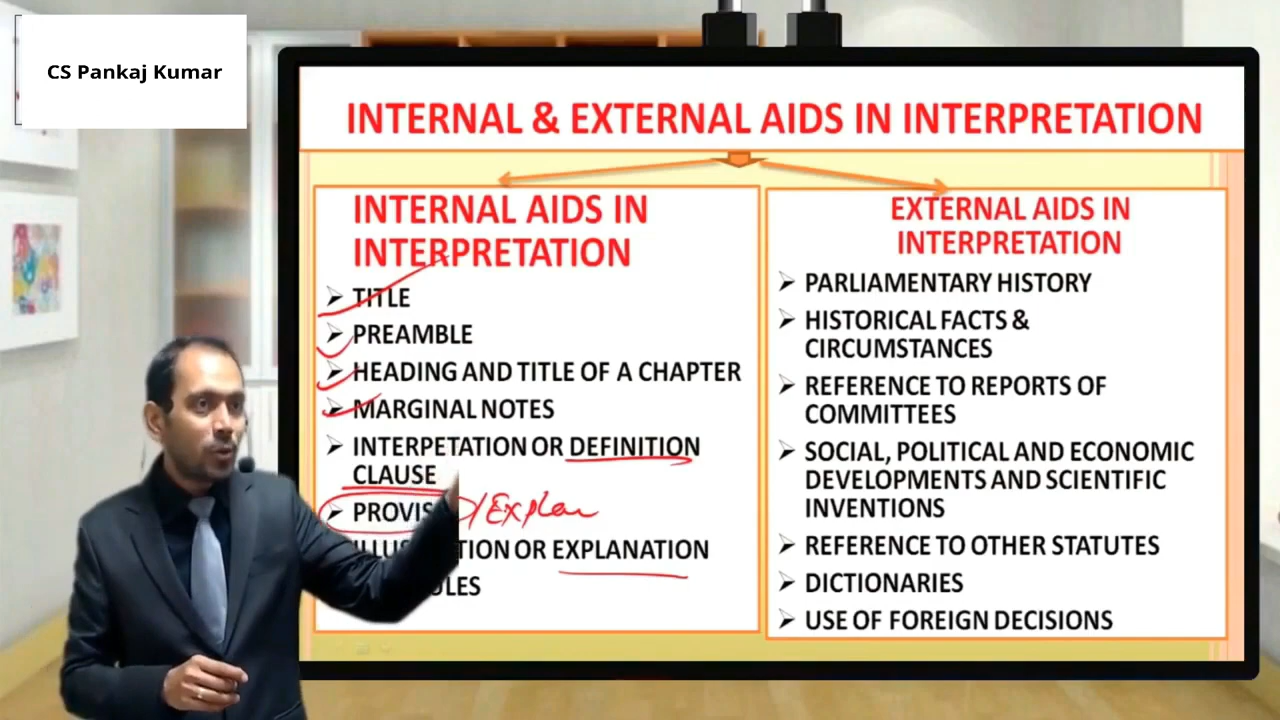 CS Pankaj Kumar
INTERNAL & EXTERNAL AIDS IN INTERPRETATION
INTERNAL AIDS IN
INTERPRETATION
TITLE
PREAMBLE
HEADING AND TITLE OF A CHAPTER
MARGINAL NOTES
INTERPETATION OR DEFINITION
CLAUSE
Explan
OR EXPLANATION
EXTERNAL AIDS IN
INTERPRETATION
PARLIAMENTARY HISTORY
HISTORICAL FACTS &
CIRCUMSTANCES
REFERENCE TO REPORTS OF
COMMITTEES
SOCIAL, POLITICAL AND ECONOMIC
DEVELOPMENTS AND SCIENTIFIC
INVENTIONS
REFERENCE TO OTHER STATUTES
DICTIONARIES
USE OF FOREIGN DECISIONS